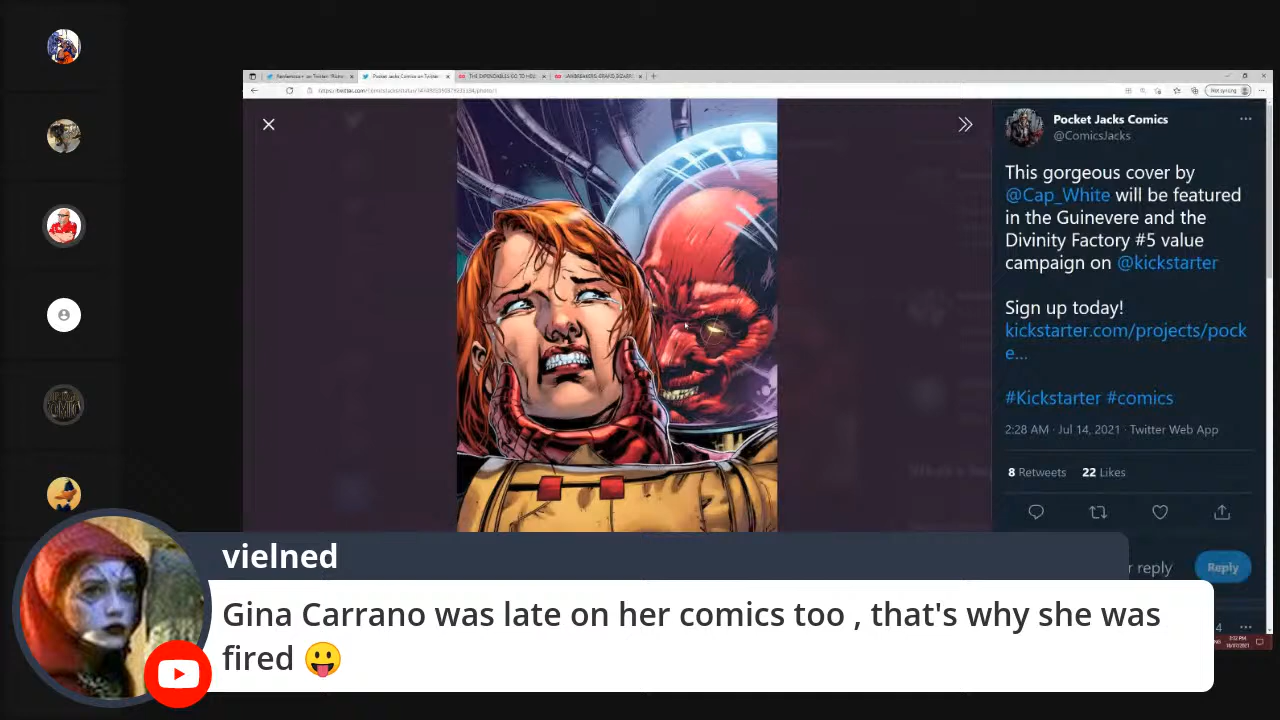 Pocket Jacks Comics
@ComicsJacks
This gorgeous cover by
@Cap_White will be featured
in the Guinevere and the
Divinity Factory #5 value
campaign on @kickstarter
Sign up today!
kickstarter.com/projects/pock
e...
#Kickstarter #comics
2:28 AM · Jul 14, 2021 · Twitter Web App
8 Retweets 22 Likes
r reply
Reply
vielned
Gina Carrano was late on her comics too , that's why she was
fired 😛